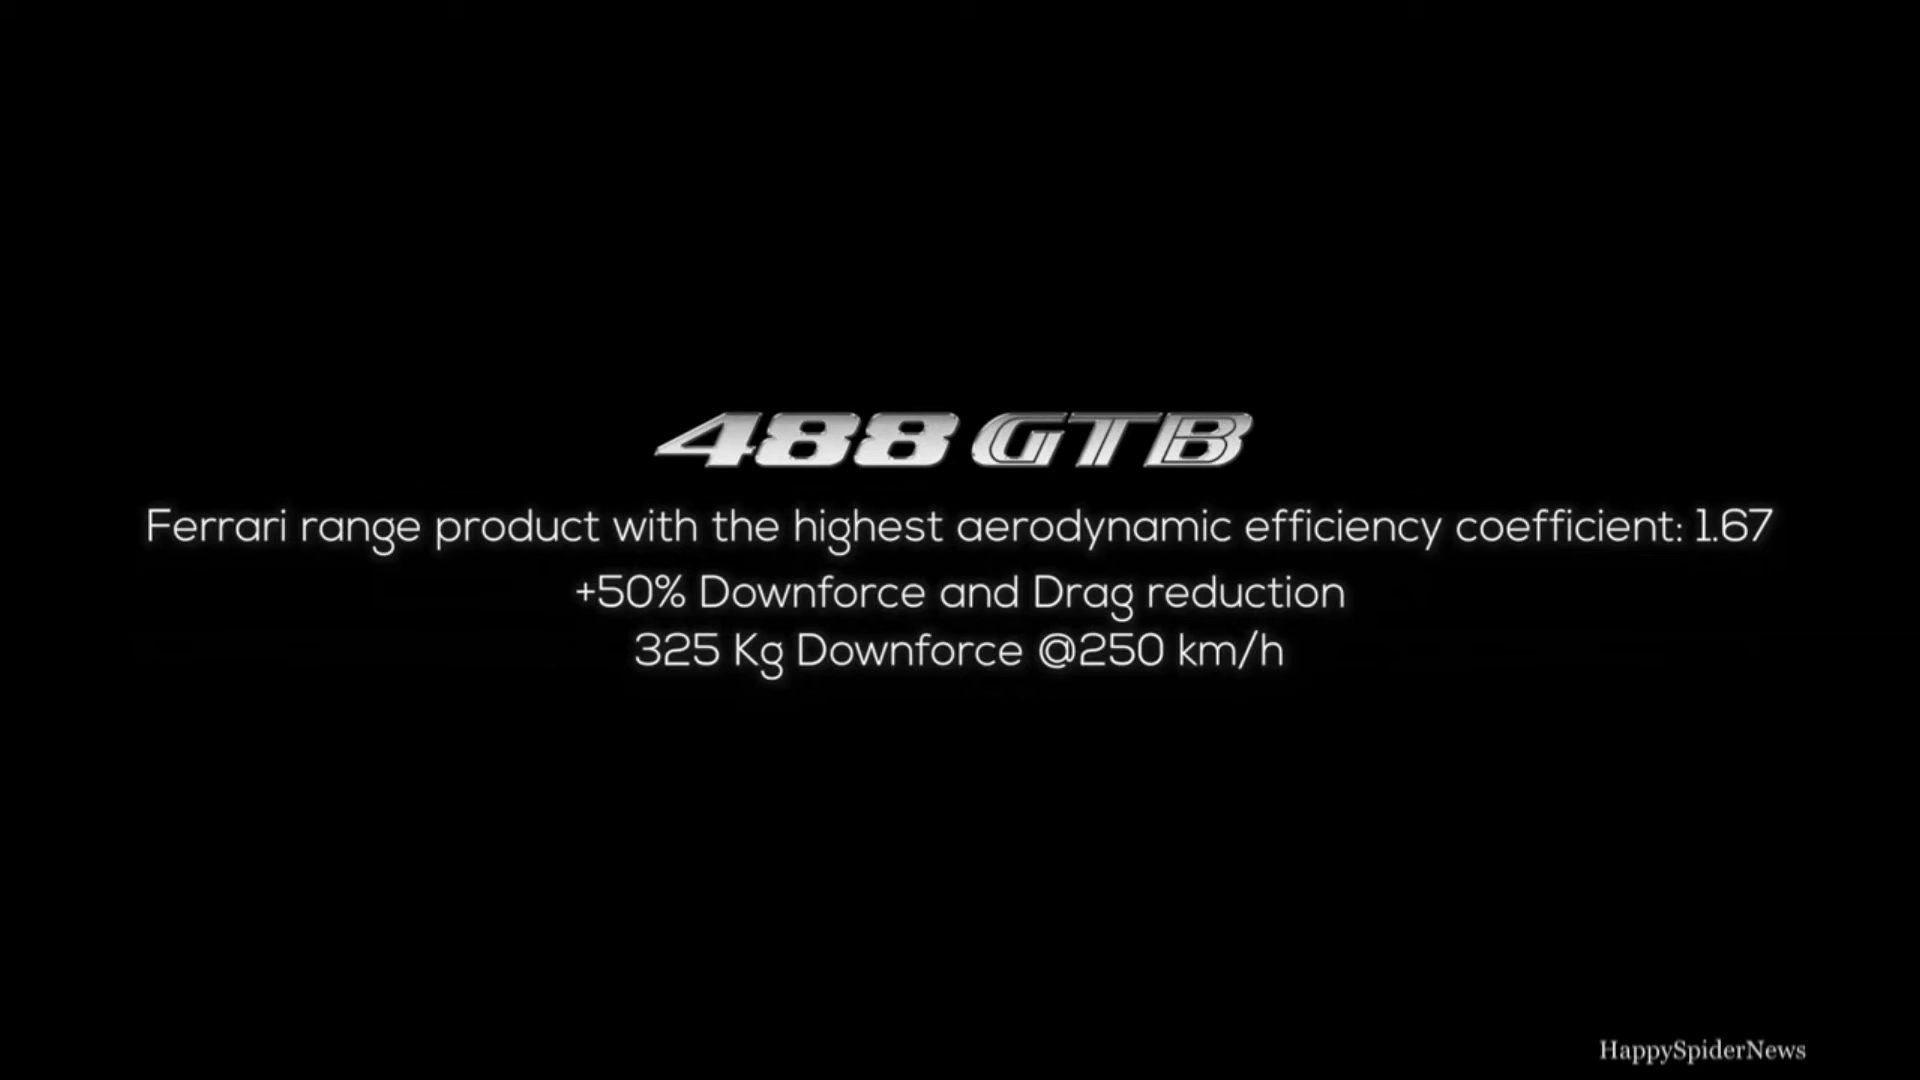 488 GTB
Ferrari range product with the highest aerodynamic efficiency coefficient: 1.67
+50% Downforce and Drag reduction
325 Kg Downforce @250 km/h
HappySpiderNews